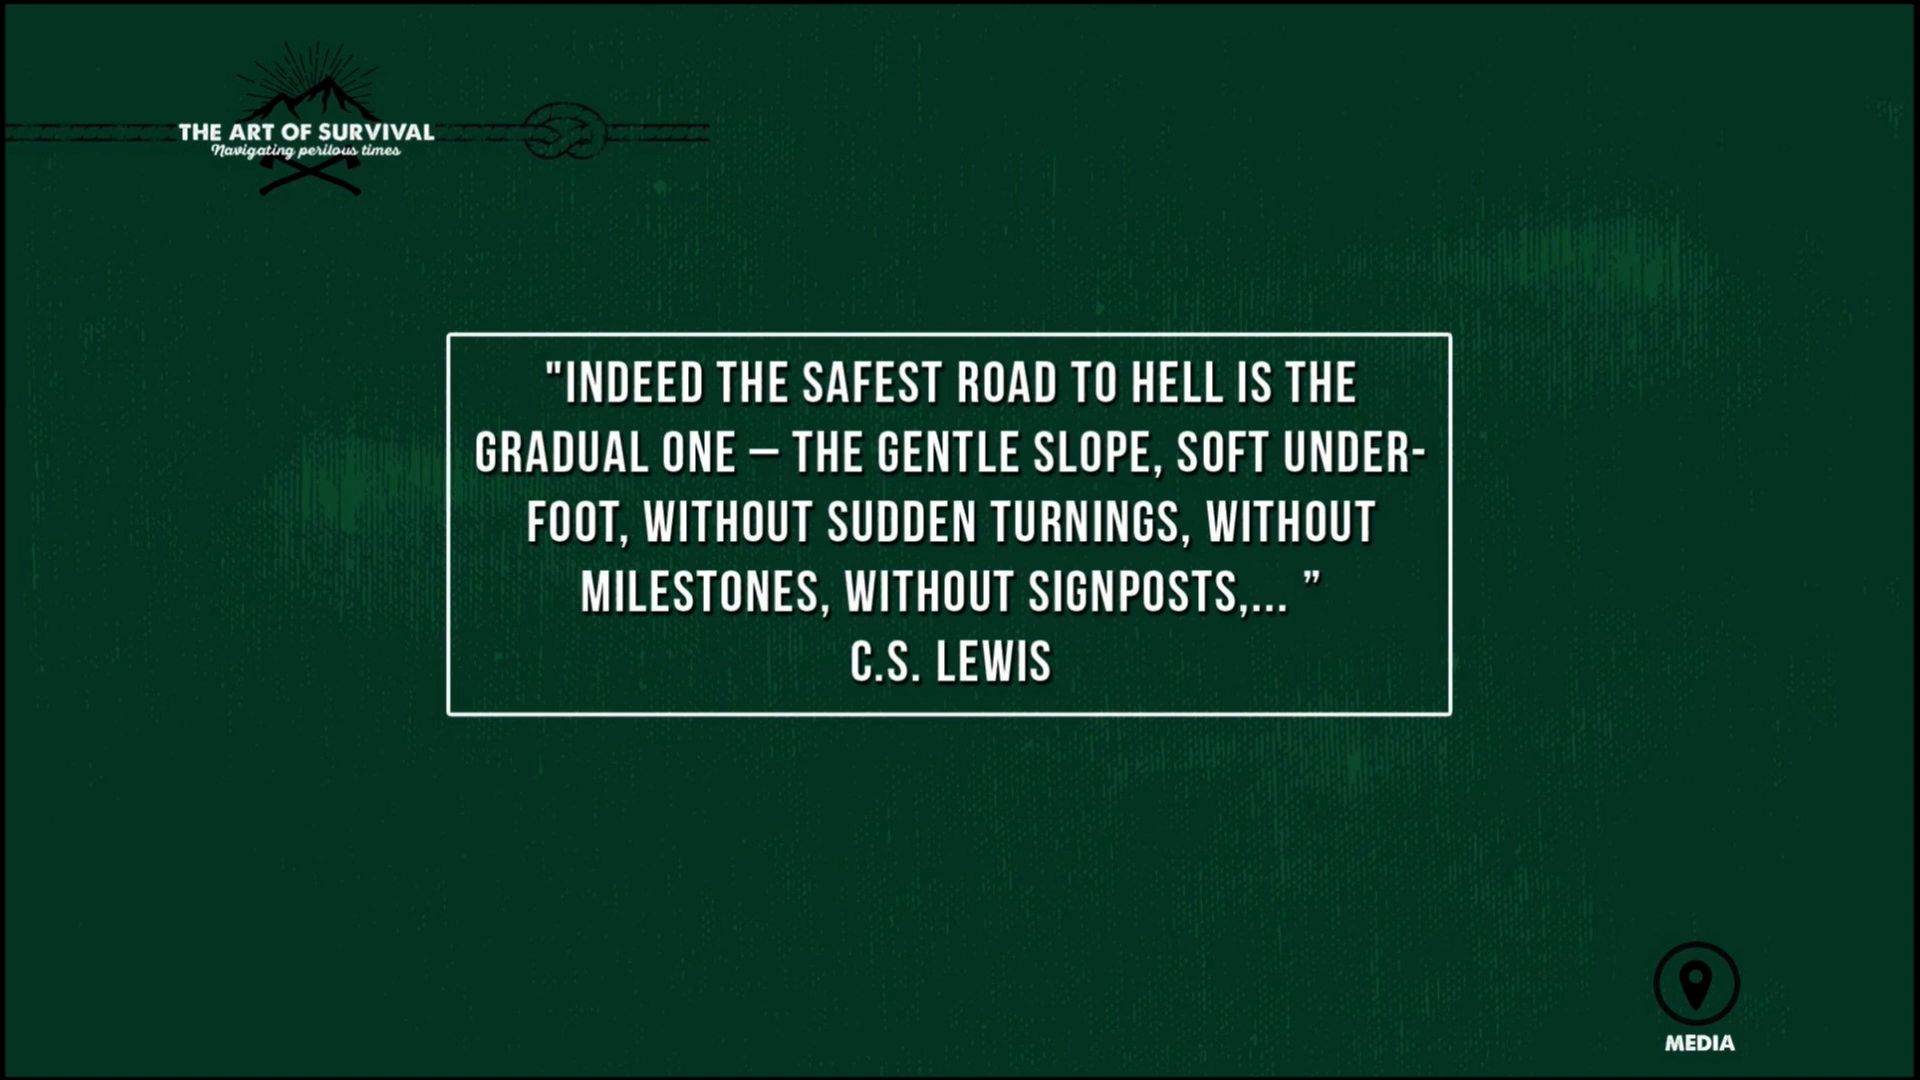 THE ART OF SURVIVAL
Navigating perilous times
"INDEED THE SAFEST ROAD TO HELL IS THE
GRADUAL ONE – THE GENTLE SLOPE, SOFT UNDER-
FOOT, WITHOUT SUDDEN TURNINGS, WITHOUT
MILESTONES, WITHOUT SIGNPOSTS,... ”
C.S. LEWIS
MEDIA